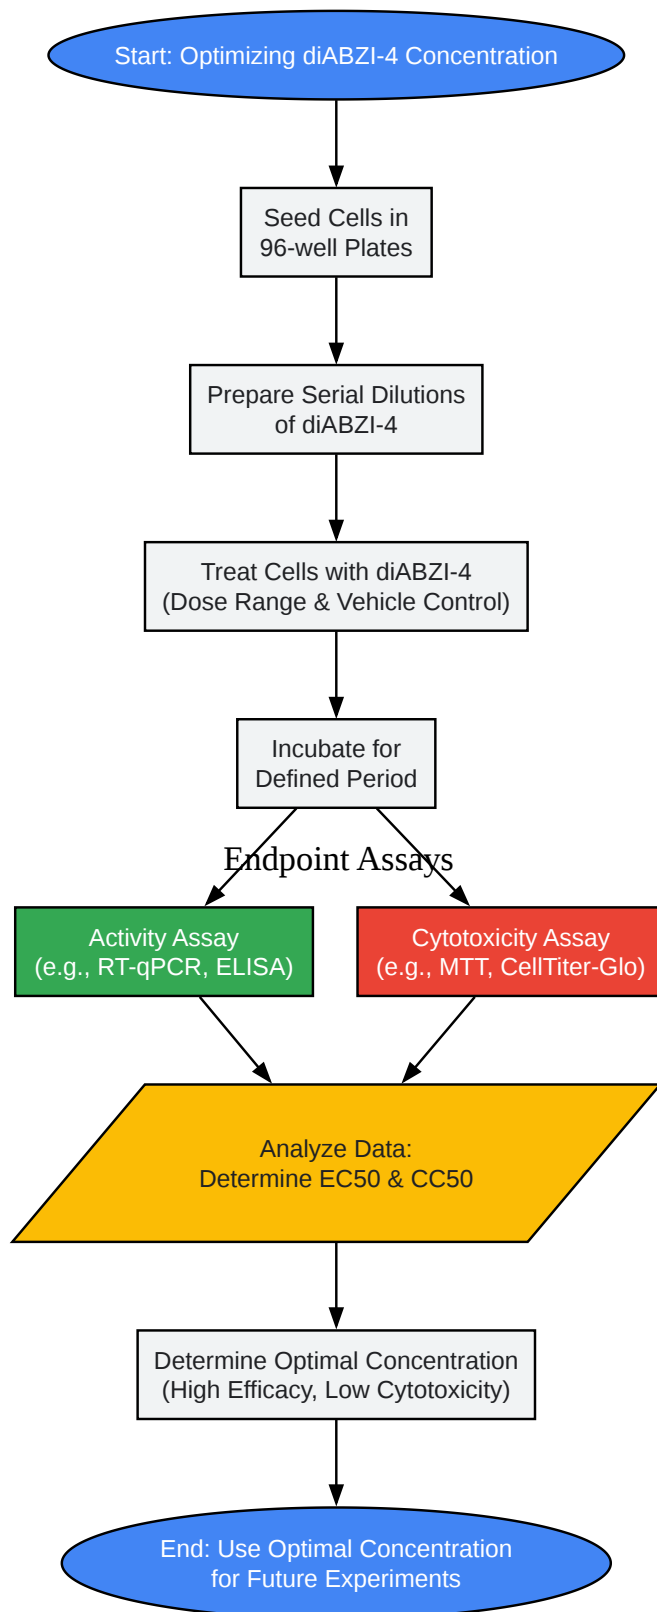 Start: Optimizing diABZI-4 Concentration
Seed Cells in
96-well Plates
Prepare Serial Dilutions
of diABZI-4
Treat Cells with diABZI-4
(Dose Range & Vehicle Control)
Incubate for
Defined Period
Endpoint Assays
Activity Assay
(e.g., RT-qPCR, ELISA)
Cytotoxicity Assay
(e.g., MTT, CellTiter-Glo)
Analyze Data:
Determine EC50 & CC50
Determine Optimal Concentration
(High Efficacy, Low Cytotoxicity)
End: Use Optimal Concentration
for Future Experiments